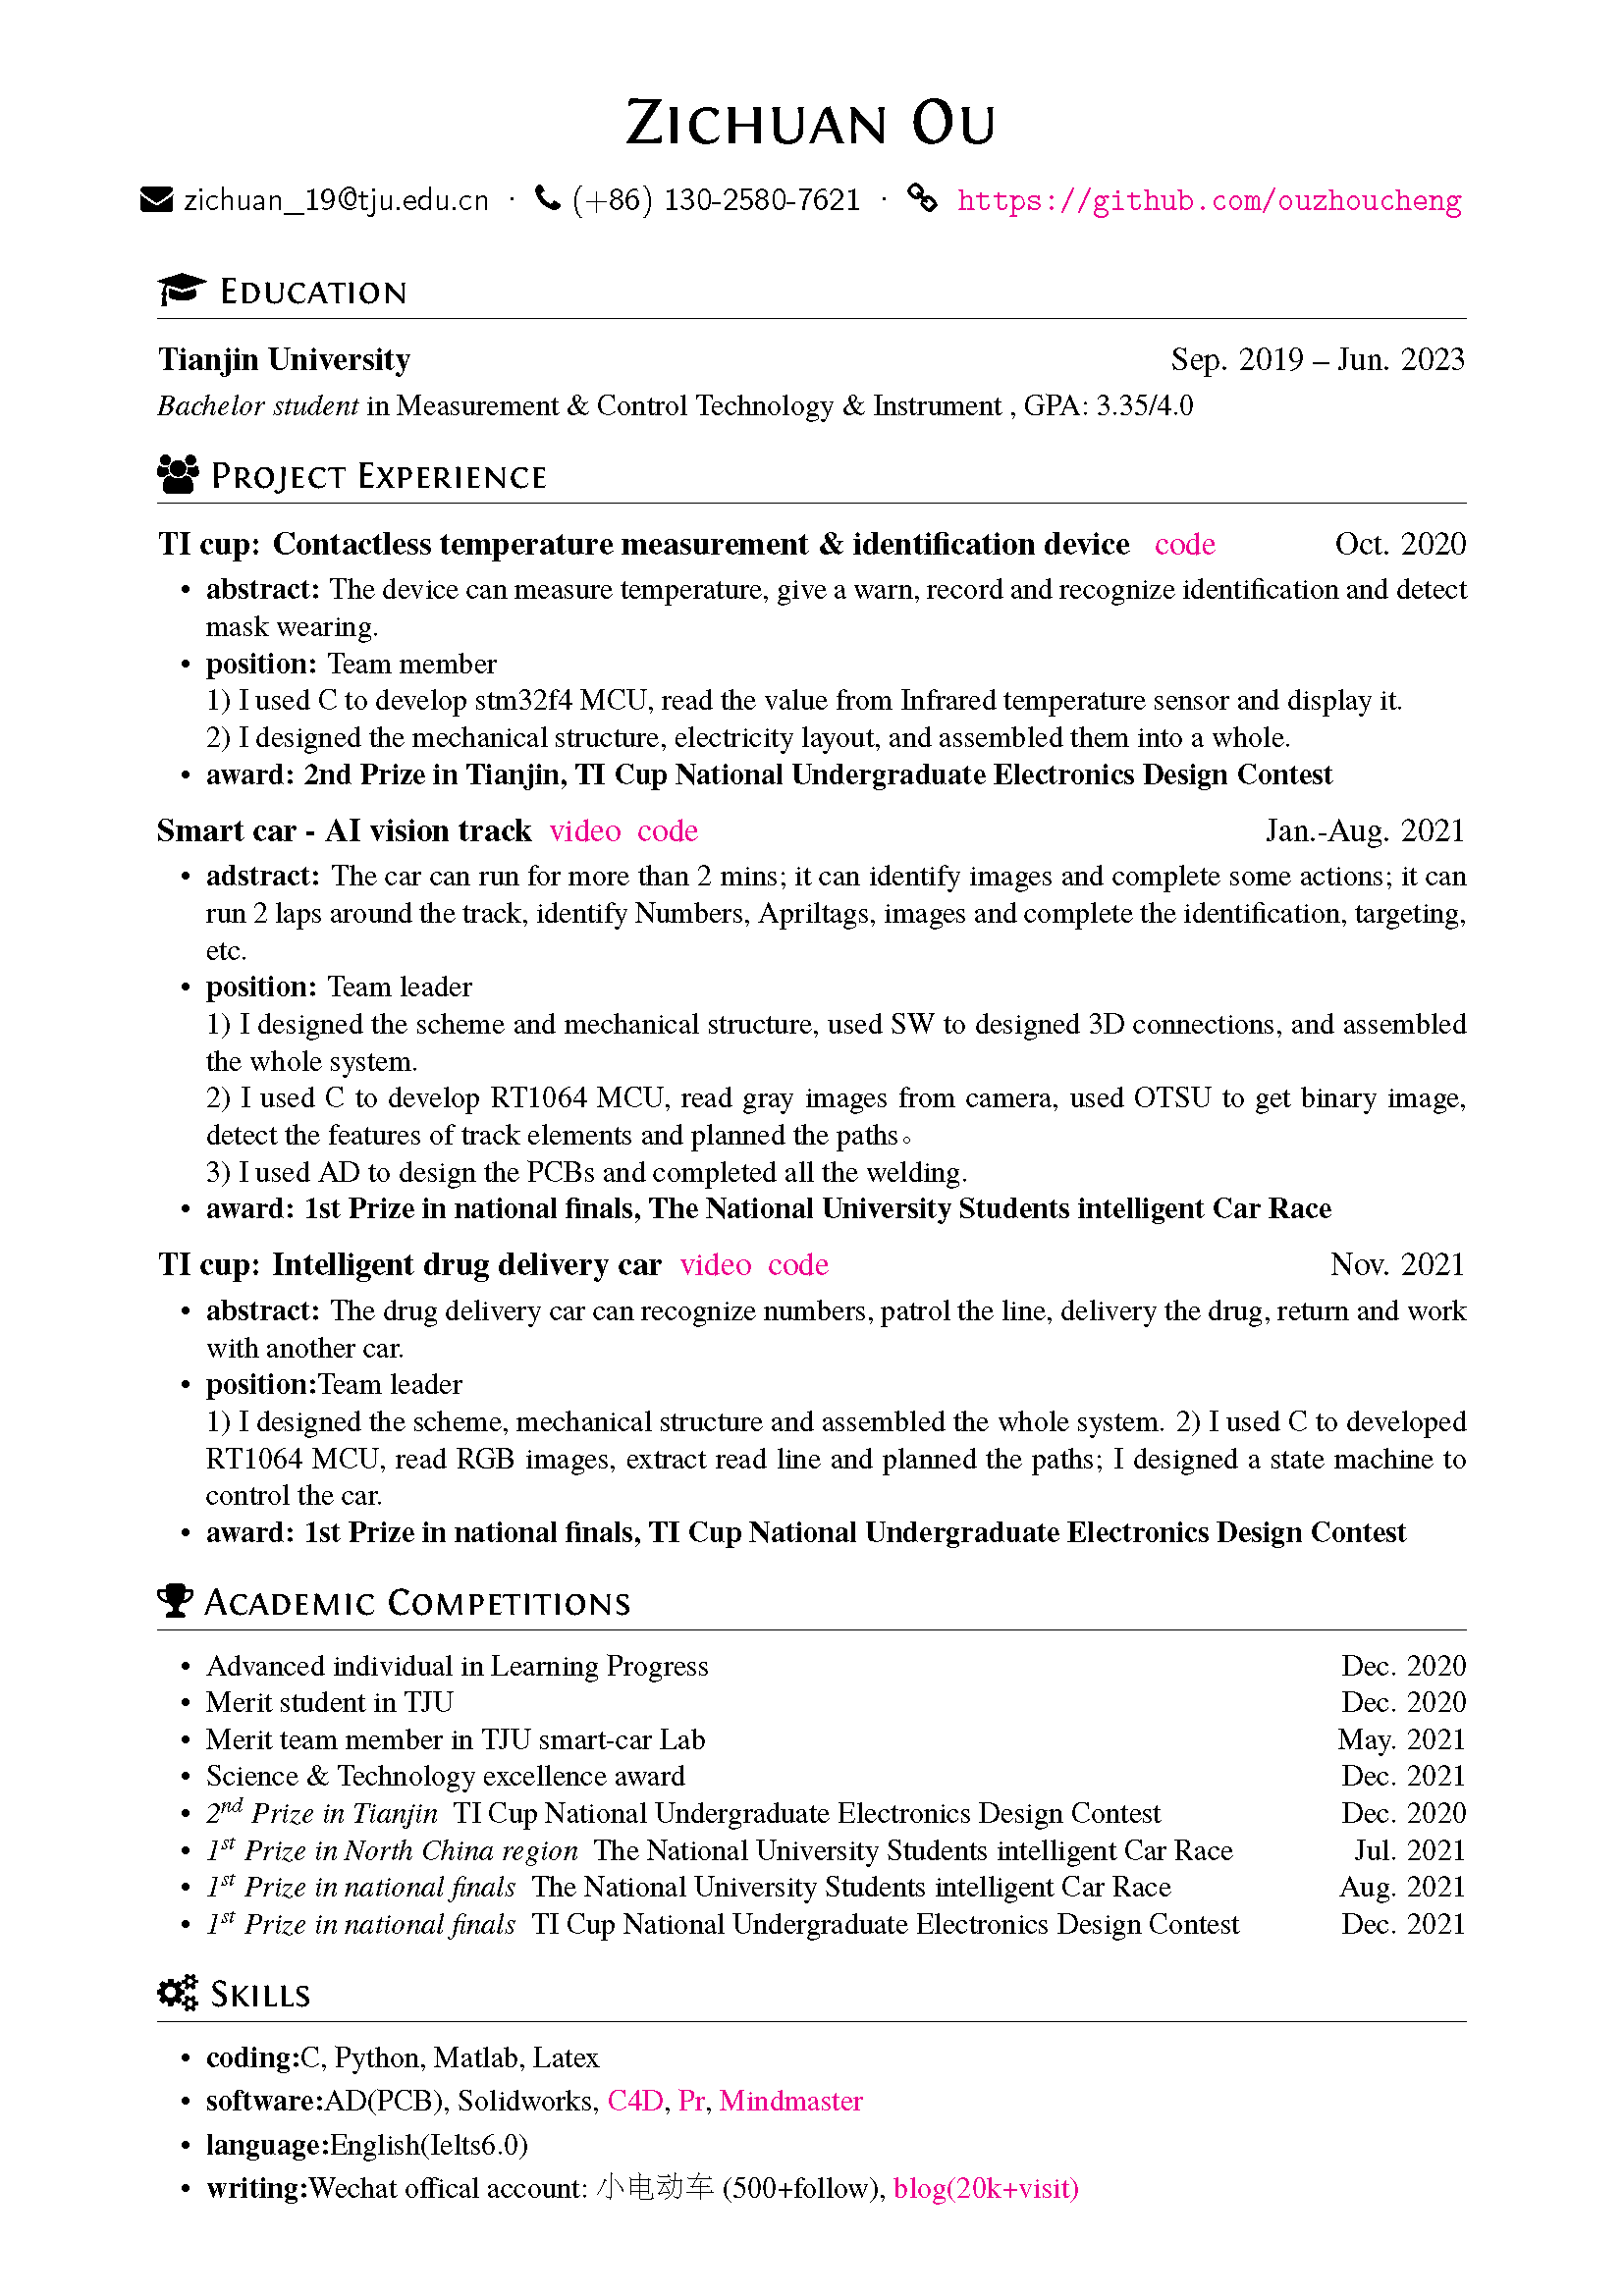 Zichuan Ou
zichuan_19@tju.edu.cn · (+86) 130-2580-7621 · https://github.com/ouzhoucheng
Education
Tianjin University Sep. 2019 – Jun. 2023
Bachelor student in Measurement & Control Technology & Instrument , GPA: 3.35/4.0
Project Experience
TI cup: Contactless temperature measurement & identification device code Oct. 2020
• abstract: The device can measure temperature, give a warn, record and recognize identification and detect
mask wearing.
• position: Team member
1) I used C to develop stm32f4 MCU, read the value from Infrared temperature sensor and display it.
2) I designed the mechanical structure, electricity layout, and assembled them into a whole.
• award: 2nd Prize in Tianjin, TI Cup National Undergraduate Electronics Design Contest
Smart car - AI vision track video code Jan.-Aug. 2021
• adstract: The car can run for more than 2 mins; it can identify images and complete some actions; it can
run 2 laps around the track, identify Numbers, Apriltags, images and complete the identification, targeting,
etc.
• position: Team leader
1) I designed the scheme and mechanical structure, used SW to designed 3D connections, and assembled
the whole system.
2) I used C to develop RT1064 MCU, read gray images from camera, used OTSU to get binary image,
detect the features of track elements and planned the paths。
3) I used AD to design the PCBs and completed all the welding.
• award: 1st Prize in national finals, The National University Students intelligent Car Race
TI cup: Intelligent drug delivery car video code Nov. 2021
• abstract: The drug delivery car can recognize numbers, patrol the line, delivery the drug, return and work
with another car.
• position:Team leader
1) I designed the scheme, mechanical structure and assembled the whole system. 2) I used C to developed
RT1064 MCU, read RGB images, extract read line and planned the paths; I designed a state machine to
control the car.
• award: 1st Prize in national finals, TI Cup National Undergraduate Electronics Design Contest
Academic Competitions
• Advanced individual in Learning Progress Dec. 2020
• Merit student in TJU Dec. 2020
• Merit team member in TJU smart-car Lab May. 2021
• Science & Technology excellence award Dec. 2021
• 2nd Prize in Tianjin TI Cup National Undergraduate Electronics Design Contest Dec. 2020
• 1st Prize in North China region The National University Students intelligent Car Race Jul. 2021
• 1st Prize in national finals The National University Students intelligent Car Race Aug. 2021
• 1st Prize in national finals TI Cup National Undergraduate Electronics Design Contest Dec. 2021
Skills
• coding:C, Python, Matlab, Latex
• software:AD(PCB), Solidworks, C4D, Pr, Mindmaster
• language:English(Ielts6.0)
• writing:Wechat offical account: 小电动车 (500+follow), blog(20k+visit)